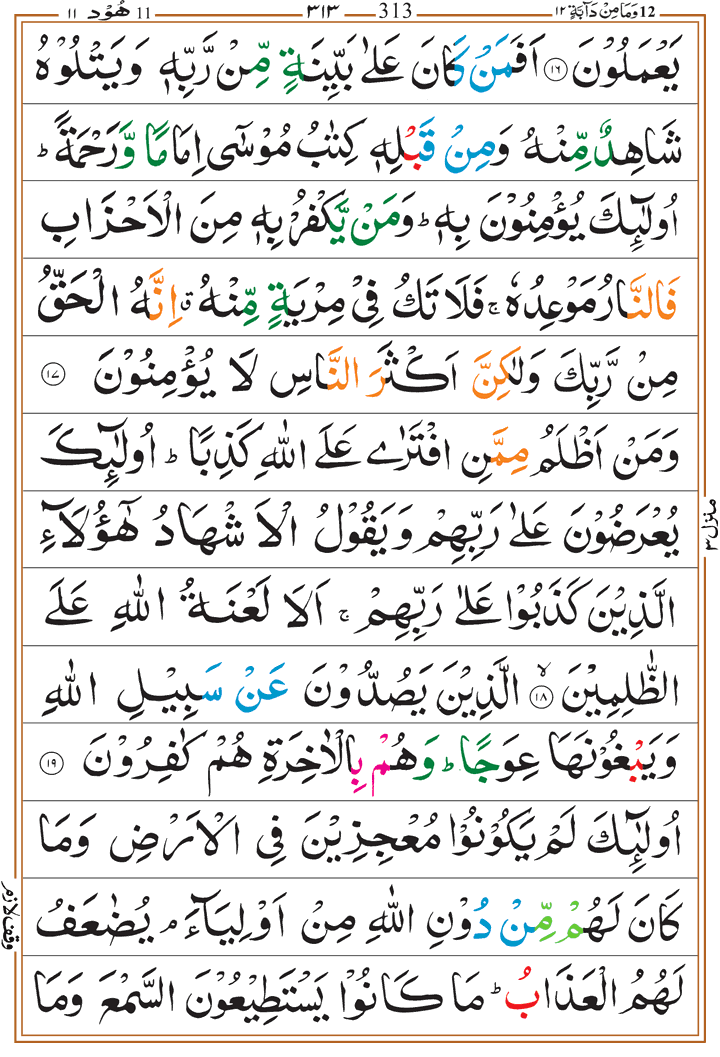 12 وَمَا مِنْ دَآبَّةٍ ١٢ 313 ٣١٣ 11 هُوْد ١١
يَعْمَلُوْنَ ١٦ اَفَمَنْ كَانَ عَلٰى بَيِّنَةٍ مِّنْ رَّبِّهٖ وَيَتْلُوْهُ
شَاهِدٌ مِّنْهُ وَمِنْ قَبْلِهٖ كِتٰبُ مُوْسٰٓى اِمَامًا وَّرَحْمَةً ؕ
اُولٰٓئِكَ يُؤْمِنُوْنَ بِهٖ ؕ وَمَنْ يَّكْفُرْ بِهٖ مِنَ الْاَحْزَابِ
فَالنَّارُ مَوْعِدُهٗ ۚ فَلَا تَكُ فِيْ مِرْيَةٍ مِّنْهُ ۗ اِنَّهُ الْحَقُّ
مِنْ رَّبِّكَ وَلٰكِنَّ اَكْثَرَ النَّاسِ لَا يُؤْمِنُوْنَ ١٧
وَمَنْ اَظْلَمُ مِمَّنِ افْتَرٰى عَلَى اللّٰهِ كَذِبًا ؕ اُولٰٓئِكَ
يُعْرَضُوْنَ عَلٰى رَبِّهِمْ وَيَقُوْلُ الْاَشْهَادُ هٰٓؤُلَآءِ
الَّذِيْنَ كَذَبُوْا عَلٰى رَبِّهِمْ ۚ اَلَا لَعْنَةُ اللّٰهِ عَلَى
الظّٰلِمِيْنَ ١٨ ۙ الَّذِيْنَ يَصُدُّوْنَ عَنْ سَبِيْلِ اللّٰهِ
وَيَبْغُوْنَهَا عِوَجًا ؕ وَهُمْ بِالْاٰخِرَةِ هُمْ كٰفِرُوْنَ ١٩
اُولٰٓئِكَ لَمْ يَكُوْنُوْا مُعْجِزِيْنَ فِى الْاَرْضِ وَمَا
كَانَ لَهُمْ مِّنْ دُوْنِ اللّٰهِ مِنْ اَوْلِيَآءَ ۘ يُضٰعَفُ
لَهُمُ الْعَذَابُ ؕ مَا كَانُوْا يَسْتَطِيْعُوْنَ السَّمْعَ وَمَا
منزل ٣
وقف لازم